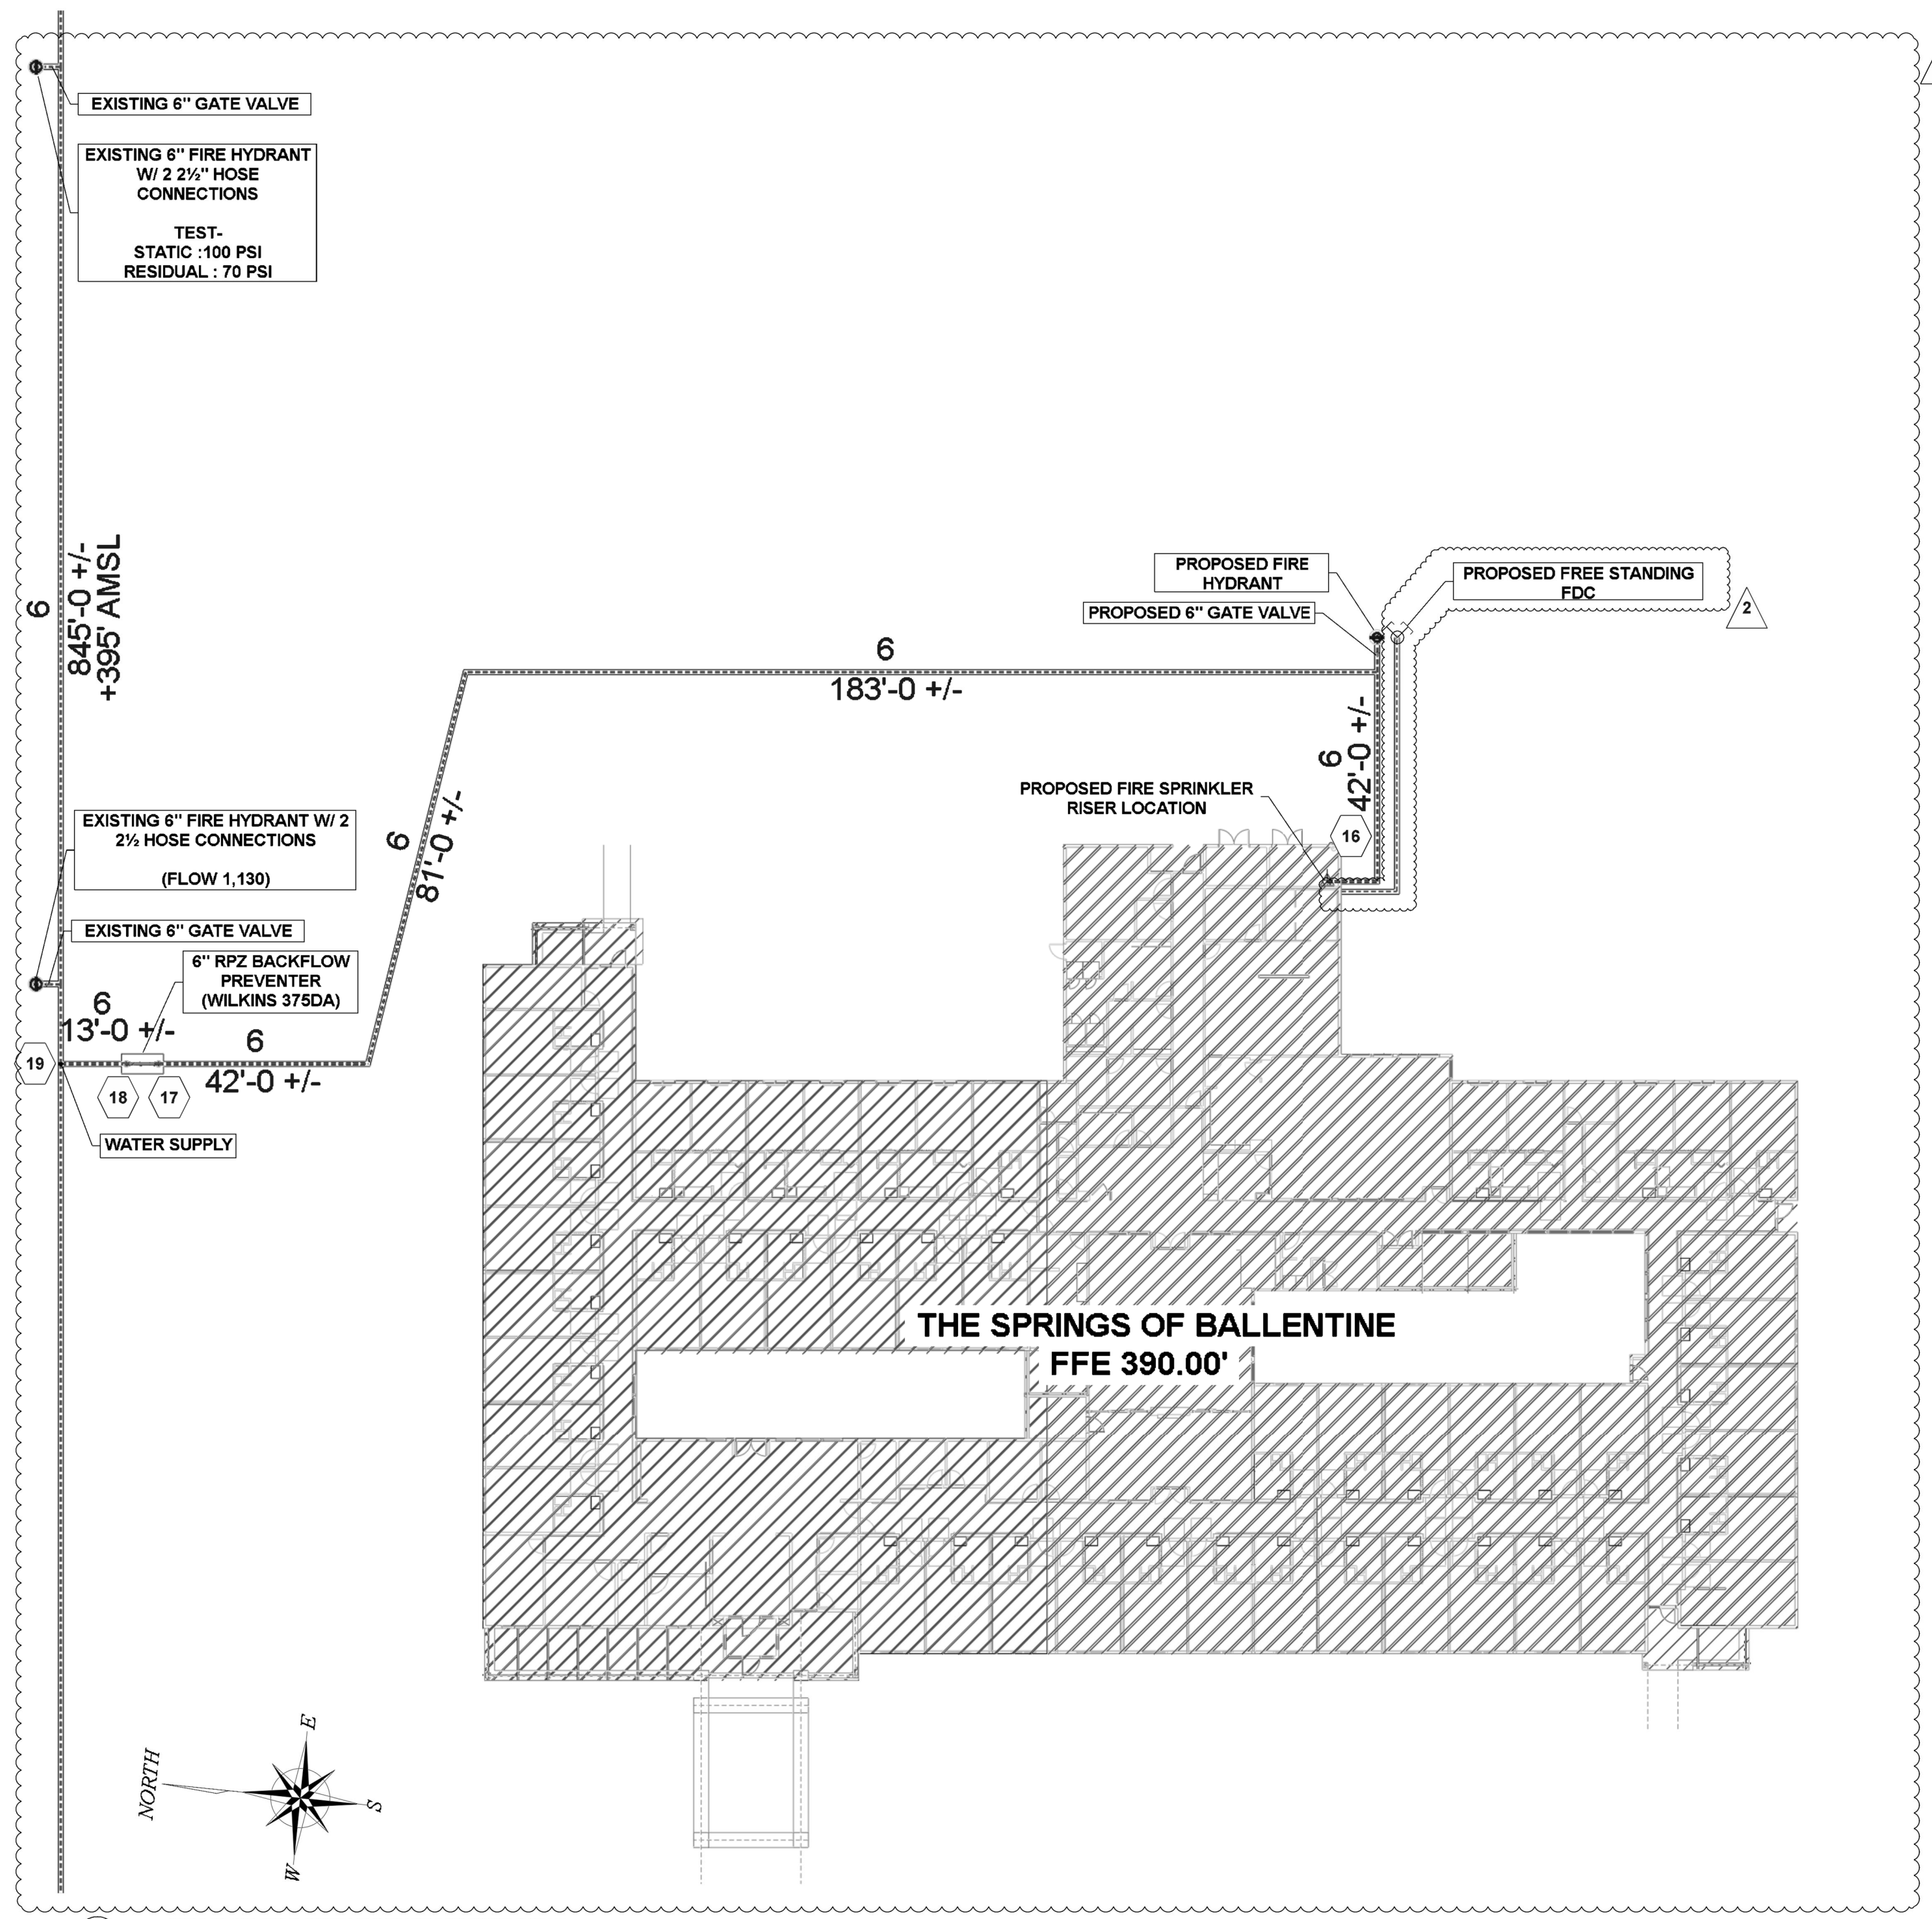 EXISTING 6" GATE VALVE
EXISTING 6" FIRE HYDRANT
W/ 2 2½" HOSE
CONNECTIONS
TEST-
STATIC :100 PSI
RESIDUAL : 70 PSI
6
845'-0 +/-
+395' AMSL
PROPOSED FIRE
HYDRANT
PROPOSED FREE STANDING
FDC
PROPOSED 6" GATE VALVE
2
6
183'-0 +/-
6
42'-0 +/-
PROPOSED FIRE SPRINKLER
RISER LOCATION
16
6
81'-0 +/-
EXISTING 6" FIRE HYDRANT W/ 2
2½ HOSE CONNECTIONS
(FLOW 1,130)
EXISTING 6" GATE VALVE
6" RPZ BACKFLOW
PREVENTER
(WILKINS 375DA)
6
13'-0 +/-
6
42'-0 +/-
19
18
17
WATER SUPPLY
THE SPRINGS OF BALLENTINE
FFE 390.00'
NORTH
E
S
W